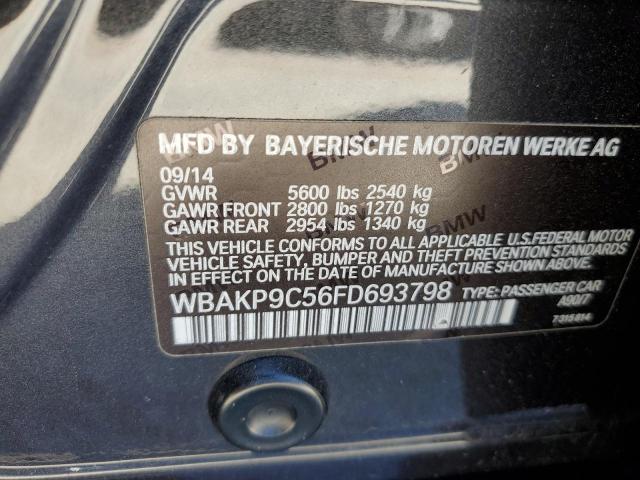 MFD BY BAYERISCHE MOTOREN WERKE AG
09/14
GVWR 5600 lbs 2540 kg
GAWR FRONT 2800 lbs 1270 kg
GAWR REAR 2954 lbs 1340 kg
THIS VEHICLE CONFORMS TO ALL APPLICABLE U.S.FEDERAL MOTOR
VEHICLE SAFETY, BUMPER AND THEFT PREVENTION STANDARDS
IN EFFECT ON THE DATE OF MANUFACTURE SHOWN ABOVE.
WBAKP9C56FD693798 TYPE: PASSENGER CAR
A90/7
7315814